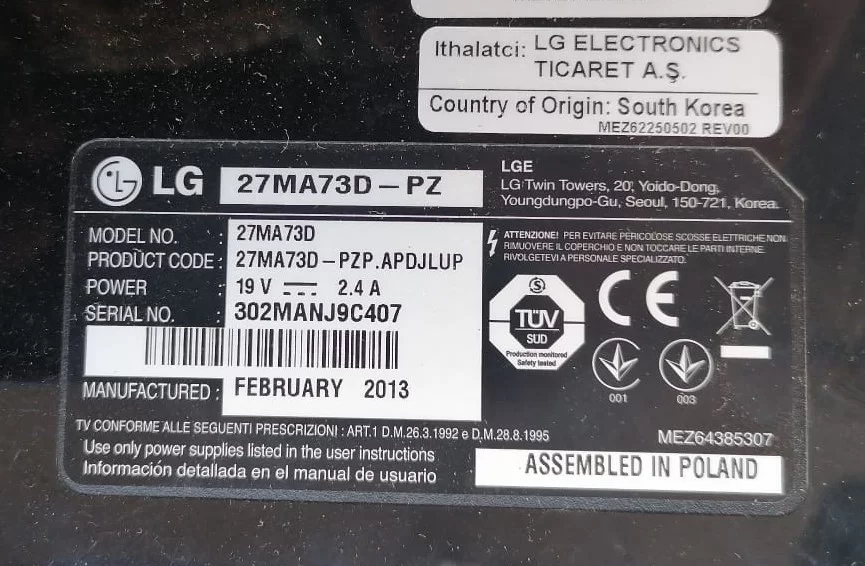 Ithalatci: LG ELECTRONICS
TICARET A.Ş.
Country of Origin: South Korea
MEZ62250502 REV00
LG 27MA73D-PZ
LGE
LG Twin Towers, 20, Yoido-Dong,
Youngdungpo-Gu, Seoul, 150-721, Korea.
MODEL NO. : 27MA73D
PRODUCT CODE : 27MA73D-PZP.APDJLUP
POWER : 19 V 2.4 A
SERIAL NO. : 302MANJ9C407
MANUFACTURED : FEBRUARY 2013
ATTENZIONE! PER EVITARE PERICOLOSE SCOSSE ELETTRICHE NON
RIMUOVERE IL COPERCHIO E NON TOCCARE LE PARTI INTERNE.
RIVOLGETEVI A PERSONALE SPECIALIZZATO.
S
TÜV
SUD
Production monitored
Safety tested
CE
001
003
TV CONFORME ALLE SEGUENTI PRESCRIZIONI : ART.1 D.M.26.3.1992 e D.M.28.8.1995
Use only power supplies listed in the user instructions
Información detallada en el manual de usuario
MEZ64385307
ASSEMBLED IN POLAND